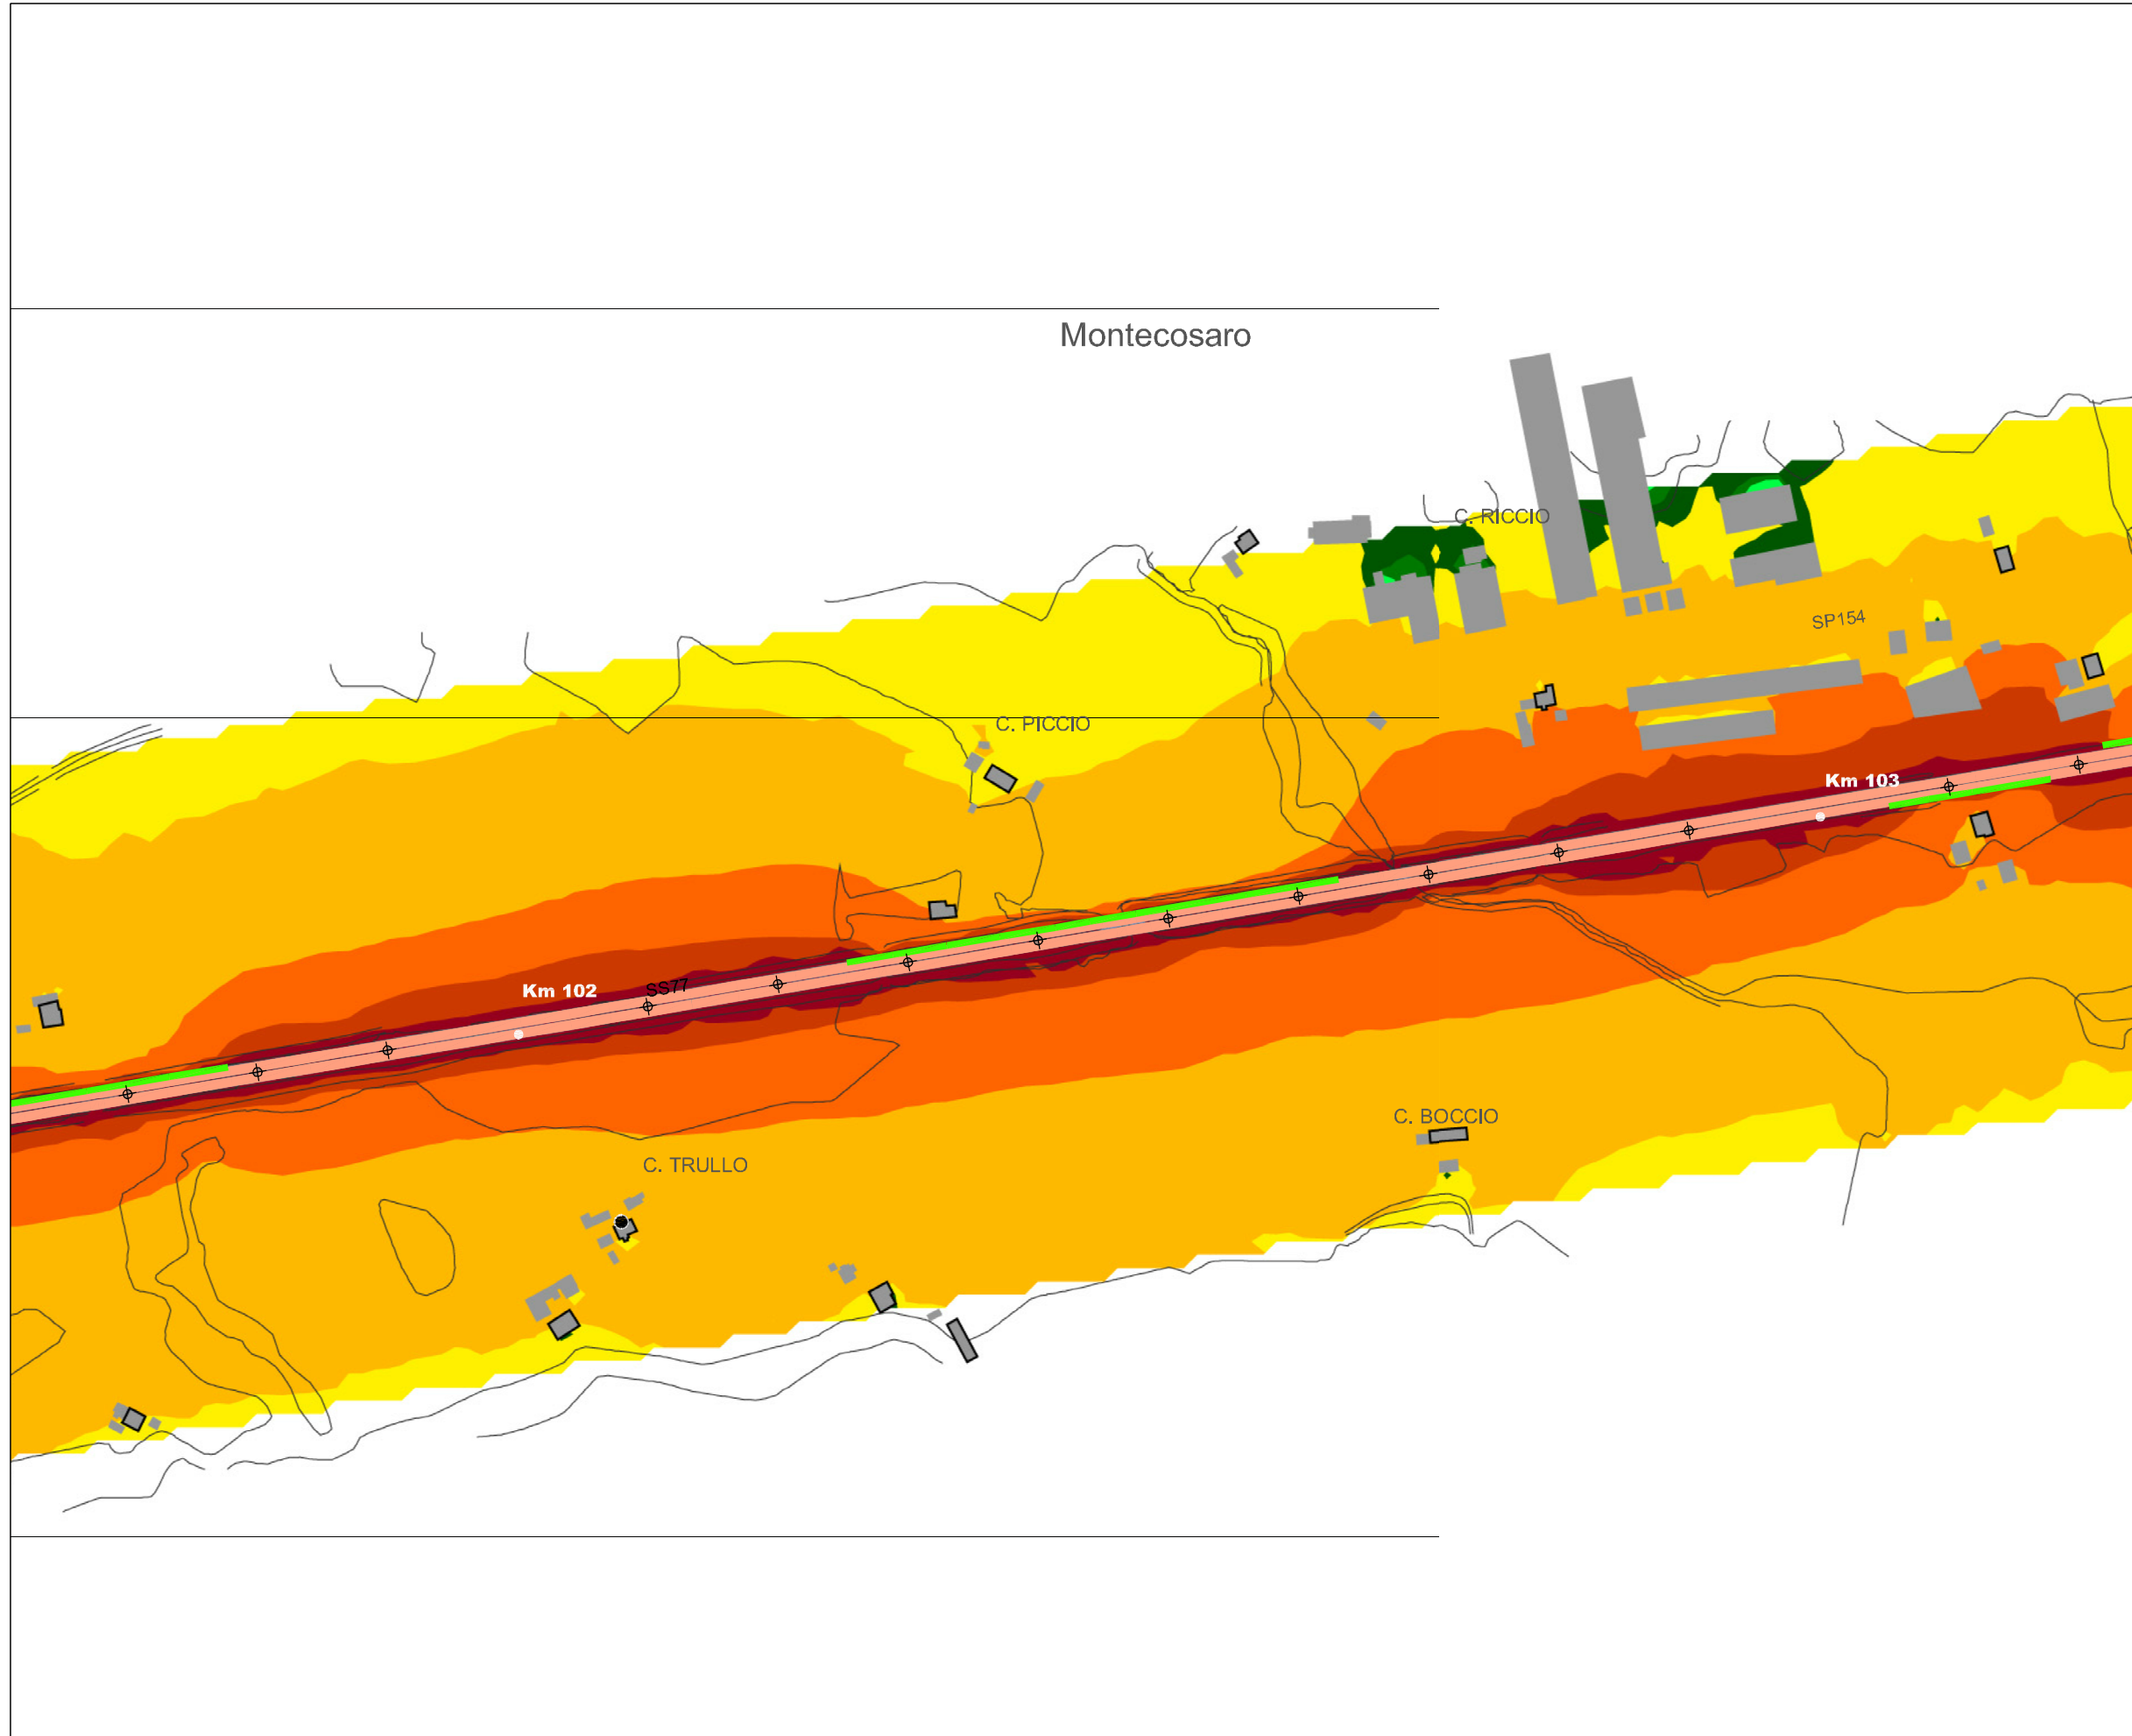 Montecosaro
C. RICCIO
SP154
C. PICCIO
Km 103
Km 102
SS77
C. BOCCIO
C. TRULLO